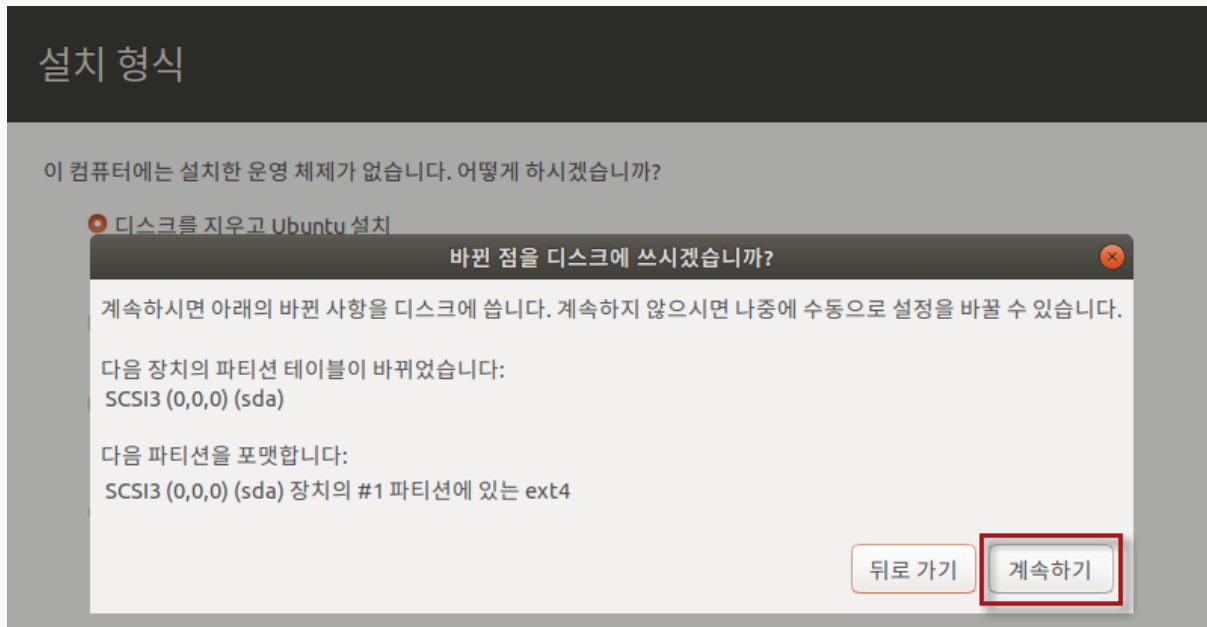 설치 형식
이 컴퓨터에는 설치한 운영 체제가 없습니다. 어떻게 하시겠습니까?
디스크를 지우고 Ubuntu 설치
바뀐 점을 디스크에 쓰시겠습니까?
계속하시면 아래의 바뀐 사항을 디스크에 씁니다. 계속하지 않으시면 나중에 수동으로 설정을 바꿀 수 있습니다.
다음 장치의 파티션 테이블이 바뀌었습니다:
SCSI3 (0,0,0) (sda)
다음 파티션을 포맷합니다:
SCSI3 (0,0,0) (sda) 장치의 #1 파티션에 있는 ext4
뒤로 가기 계속하기